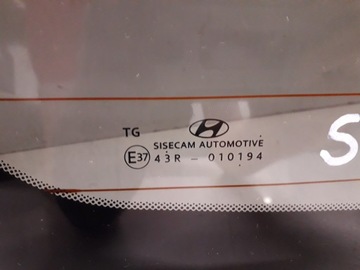 TG
SISECAM AUTOMOTIVE
E37 43R - 010194
S